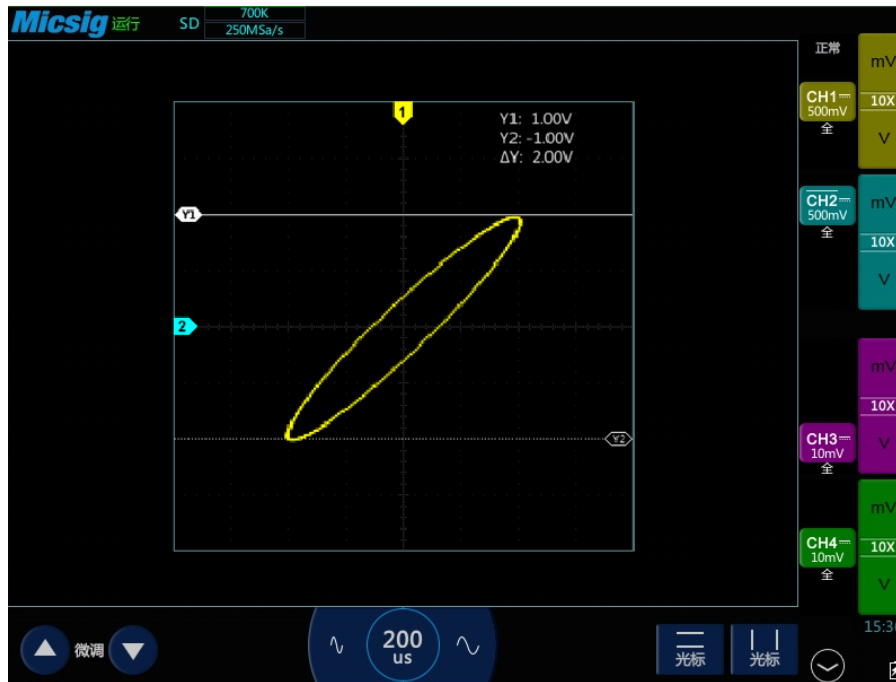 Micsig 运行 SD 700K
250MSa/s
正常
1
Y1: 1.00V
Y2: -1.00V
ΔY: 2.00V
CH1
500mV
全
mV
10X
V
Y1
CH2
500mV
全
mV
10X
V
2
CH3
10mV
全
mV
10X
V
Y2
CH4
10mV
全
mV
10X
V
微调
200
us
光标
光标